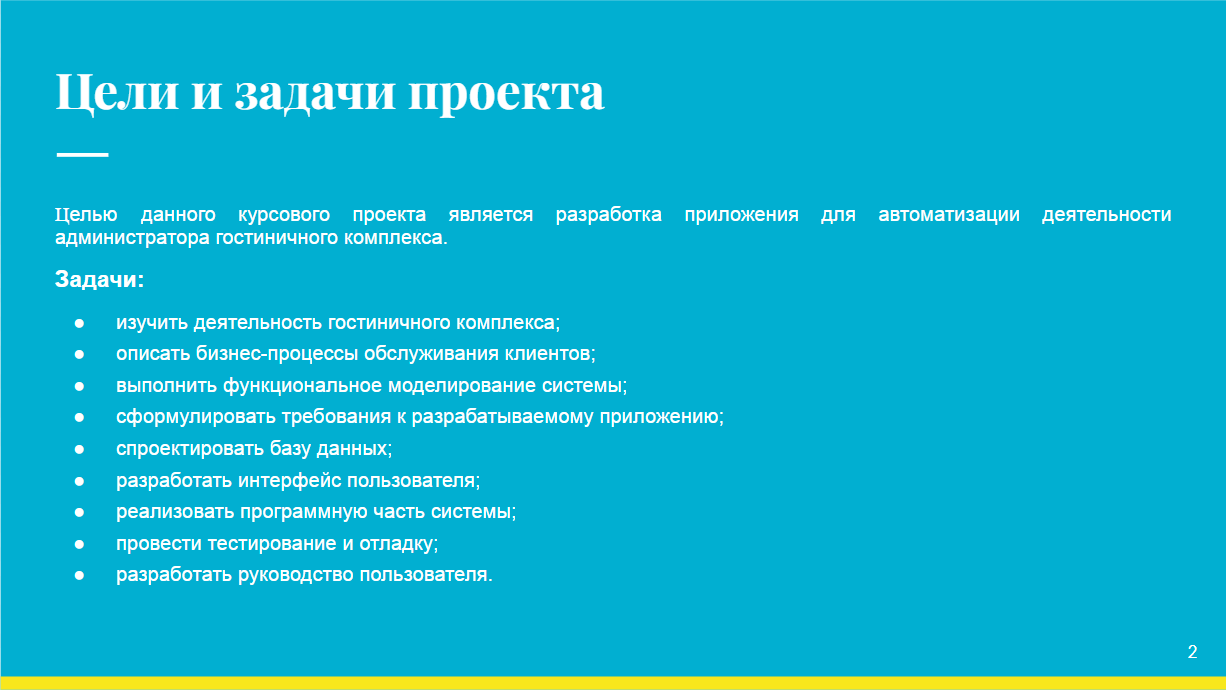 Цели и задачи проекта
Целью данного курсового проекта является разработка приложения для автоматизации деятельности
администратора гостиничного комплекса.
Задачи:
● изучить деятельность гостиничного комплекса;
● описать бизнес-процессы обслуживания клиентов;
● выполнить функциональное моделирование системы;
● сформулировать требования к разрабатываемому приложению;
● спроектировать базу данных;
● разработать интерфейс пользователя;
● реализовать программную часть системы;
● провести тестирование и отладку;
● разработать руководство пользователя.
2